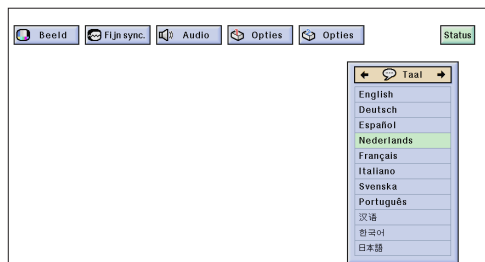 Beeld Fijn sync. Audio Opties Opties Status
Taal
English
Deutsch
Español
Nederlands
Français
Italiano
Svenska
Português
汉语
한국어
日本語